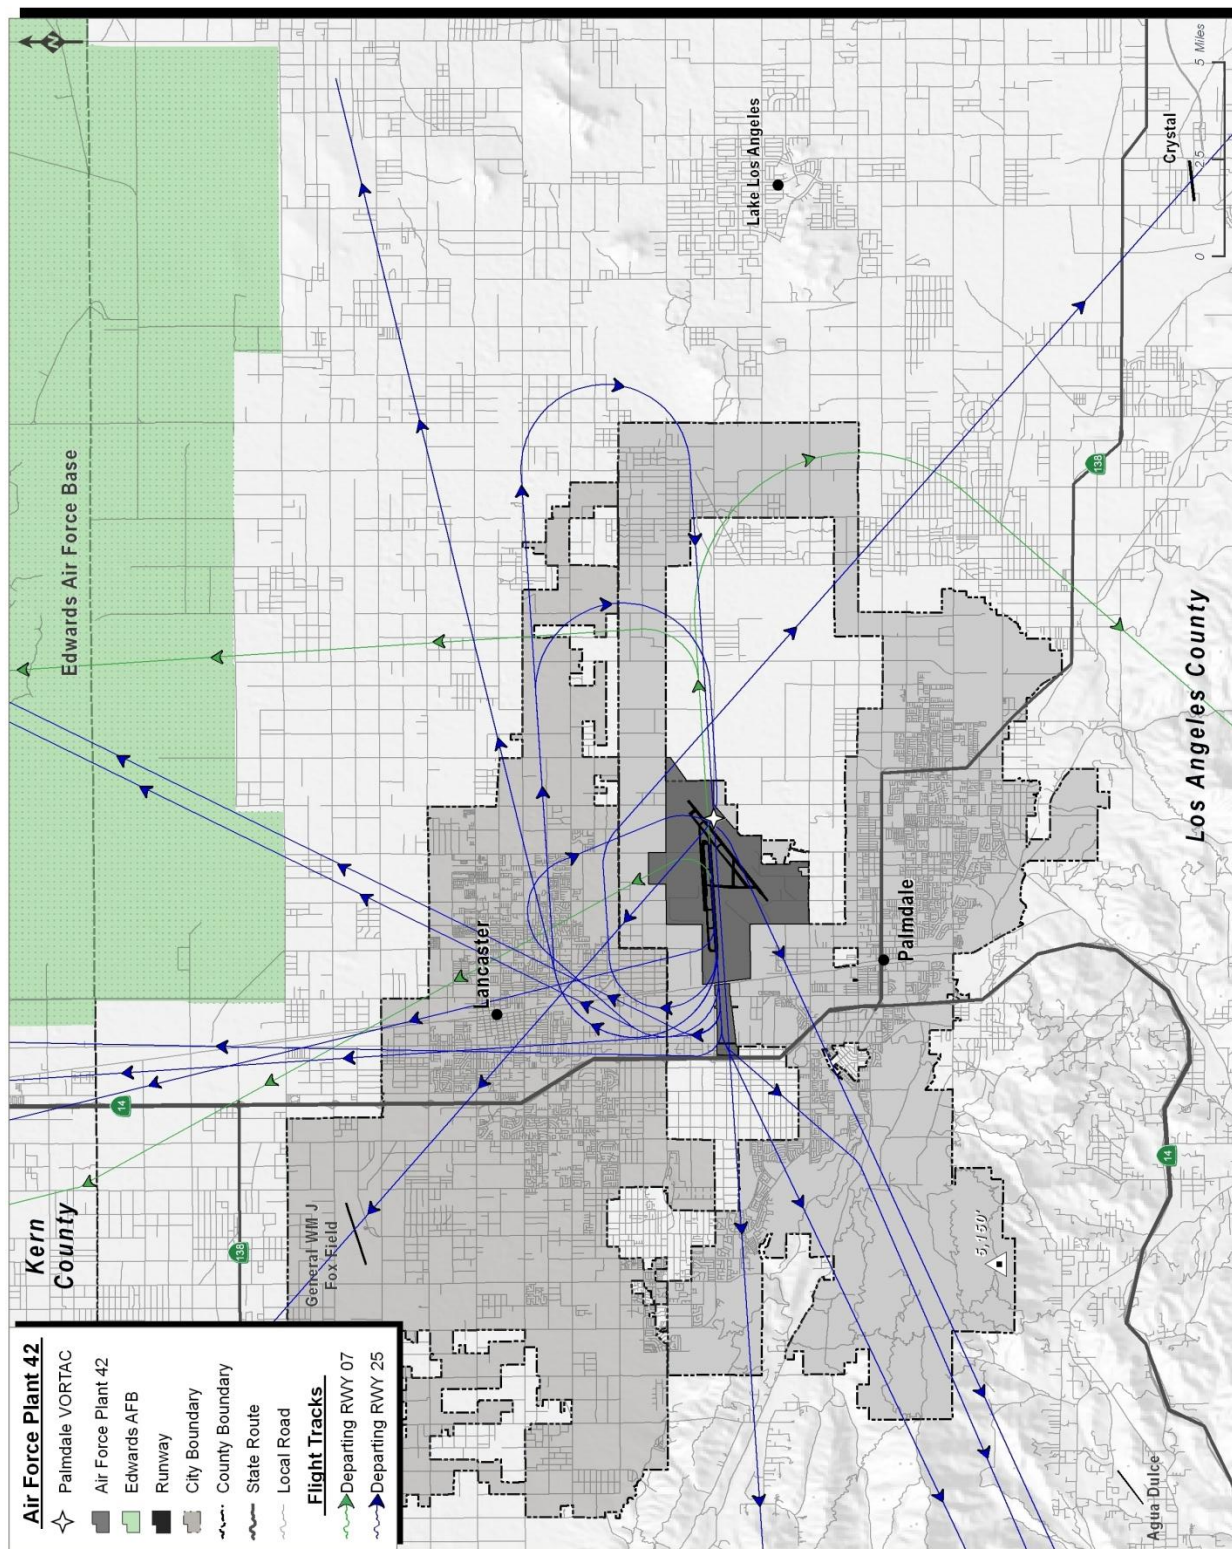 Air Force Plant 42
Palmdale VORTAC
Air Force Plant 42
Edwards AFB
Runway
City Boundary
County Boundary
State Route
Local Road
Flight Tracks
Departing RWY 07
Departing RWY 25
Kern
County
138
14
General WM J
Fox Field
Edwards Air Force Base
N
Lancaster
Palmdale
Lake Los Angeles
5,150'
14
Agua Dulce
Los Angeles County
138
Crystal
0
2.5
5 Miles